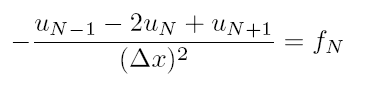 $-\frac{u_{N-1} - 2u_N + u_{N+1}}{(\Delta x)^2} = f_N$